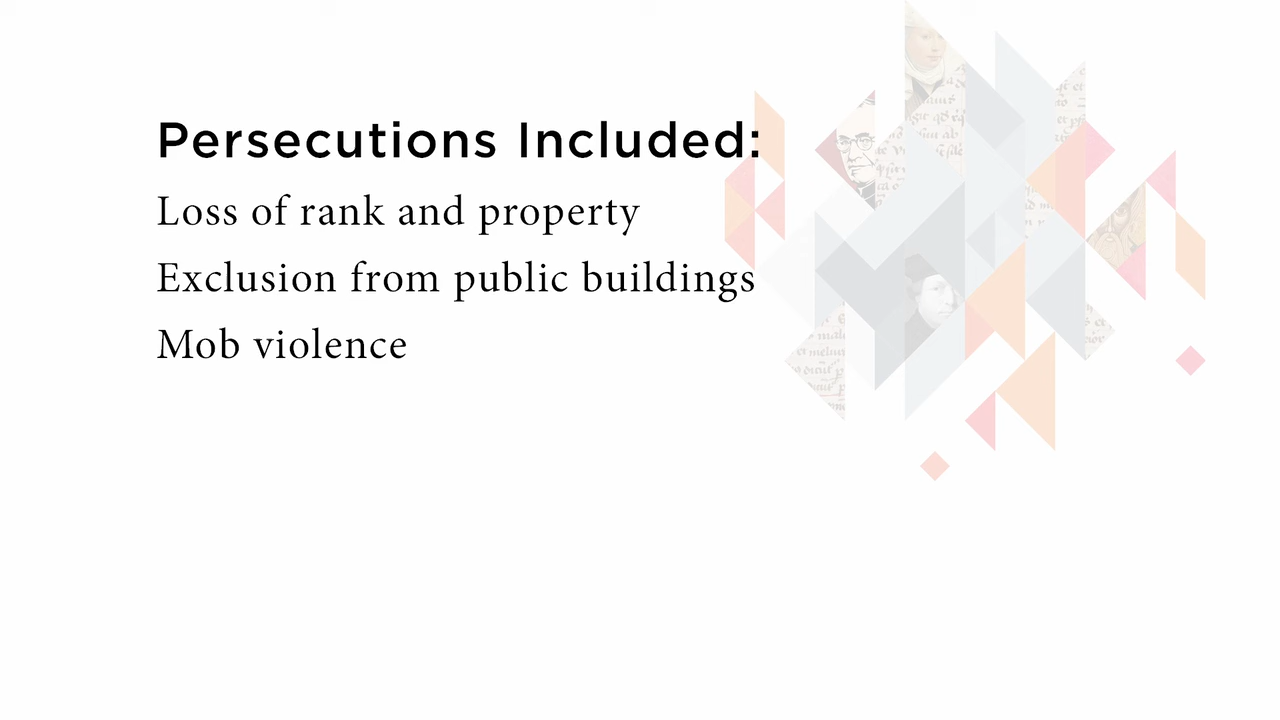 Persecutions Included:
Loss of rank and property
Exclusion from public buildings
Mob violence